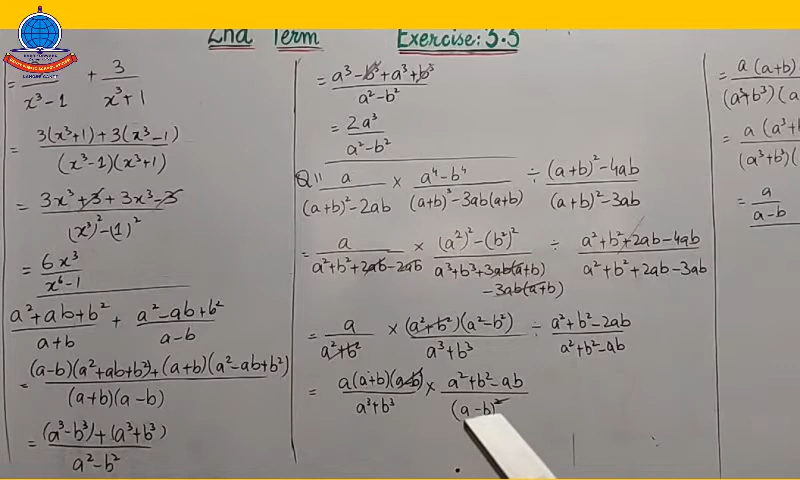 2nd Term Exercise: 5.5
= / x³-1 + 3 / x³+1
= 3(x³+1)+3(x³-1) / (x³-1)(x³+1)
= 3x³+3+3x³-3 / (x³)²-(1)²
= 6x³ / x⁶-1
a²+ab+b² / a+b + a²-ab+b² / a-b
= (a-b)(a²+ab+b²)+(a+b)(a²-ab+b²) / (a+b)(a-b)
= (a³-b³)+(a³+b³) / a²-b²
= a³-b³+a³+b³ / a²-b²
= 2a³ / a²-b²
Q11 a / (a+b)²-2ab × a⁴-b⁴ / (a+b)³-3ab(a+b) ÷ (a+b)²-4ab / (a+b)²-3ab
= a / a²+b²+2ab-2ab × (a²)²-(b²)² / a³+b³+3ab(a+b)-3ab(a+b) ÷ a²+b²+2ab-4ab / a²+b²+2ab-3ab
= a / a²+b² × (a²+b²)(a²-b²) / a³+b³ ÷ a²+b²-2ab / a²+b²-ab
= a(a+b)(a-b) / a³+b³ × a²+b²-ab / (a-b)²
= a(a+b) / (a³+b³)(a
= a(a³+b / (a³+b³)(
= a / a-b